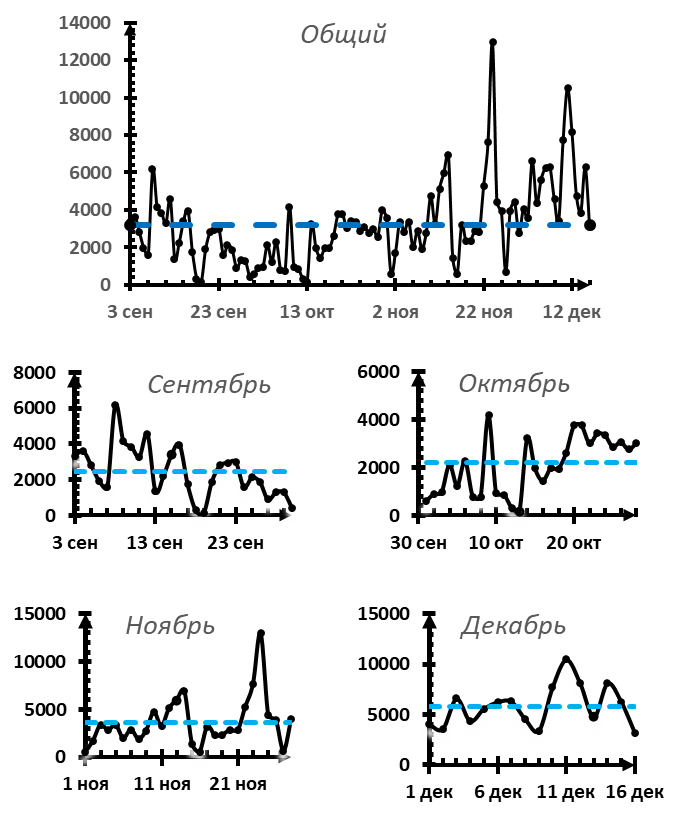 Общий
14000
12000
10000
8000
6000
4000
2000
0
3 сен 23 сен 13 окт 2 ноя 22 ноя 12 дек
Сентябрь
8000
6000
4000
2000
0
3 сен 13 сен 23 сен
Октябрь
6000
4000
2000
0
30 сен 10 окт 20 окт
Ноябрь
15000
10000
5000
0
1 ноя 11 ноя 21 ноя
Декабрь
15000
10000
5000
0
1 дек 6 дек 11 дек 16 дек